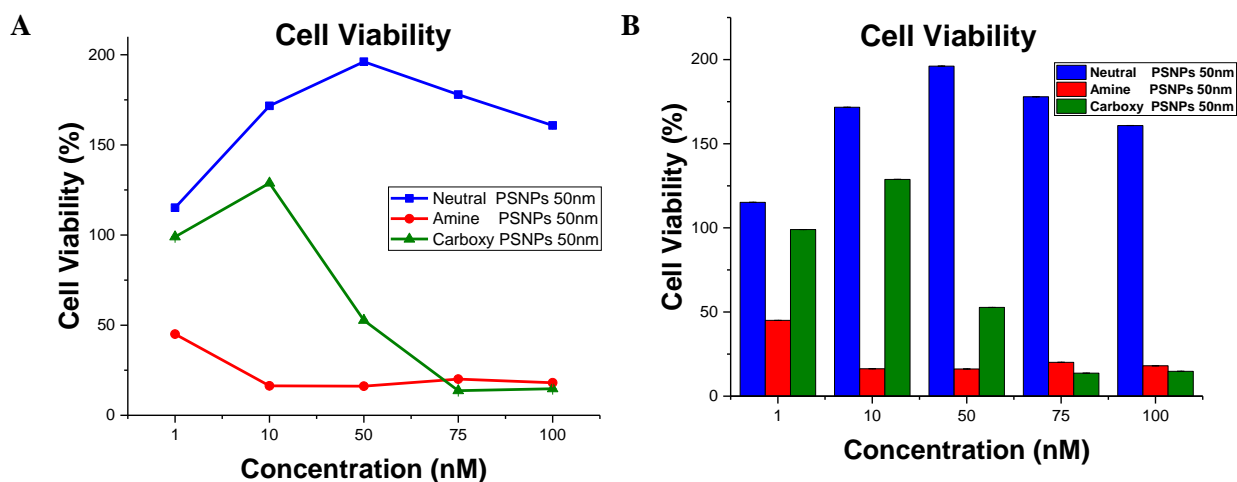 A
Cell Viability
Cell Viability (%)
200
150
100
50
0
Neutral PSNPs 50nm
Amine PSNPs 50nm
Carboxy PSNPs 50nm
1 10 50 75 100
Concentration (nM)
B
Cell Viability
Cell Viability (%)
200
150
100
50
0
Neutral PSNPs 50nm
Amine PSNPs 50nm
Carboxy PSNPs 50nm
1 10 50 75 100
Concentration (nM)